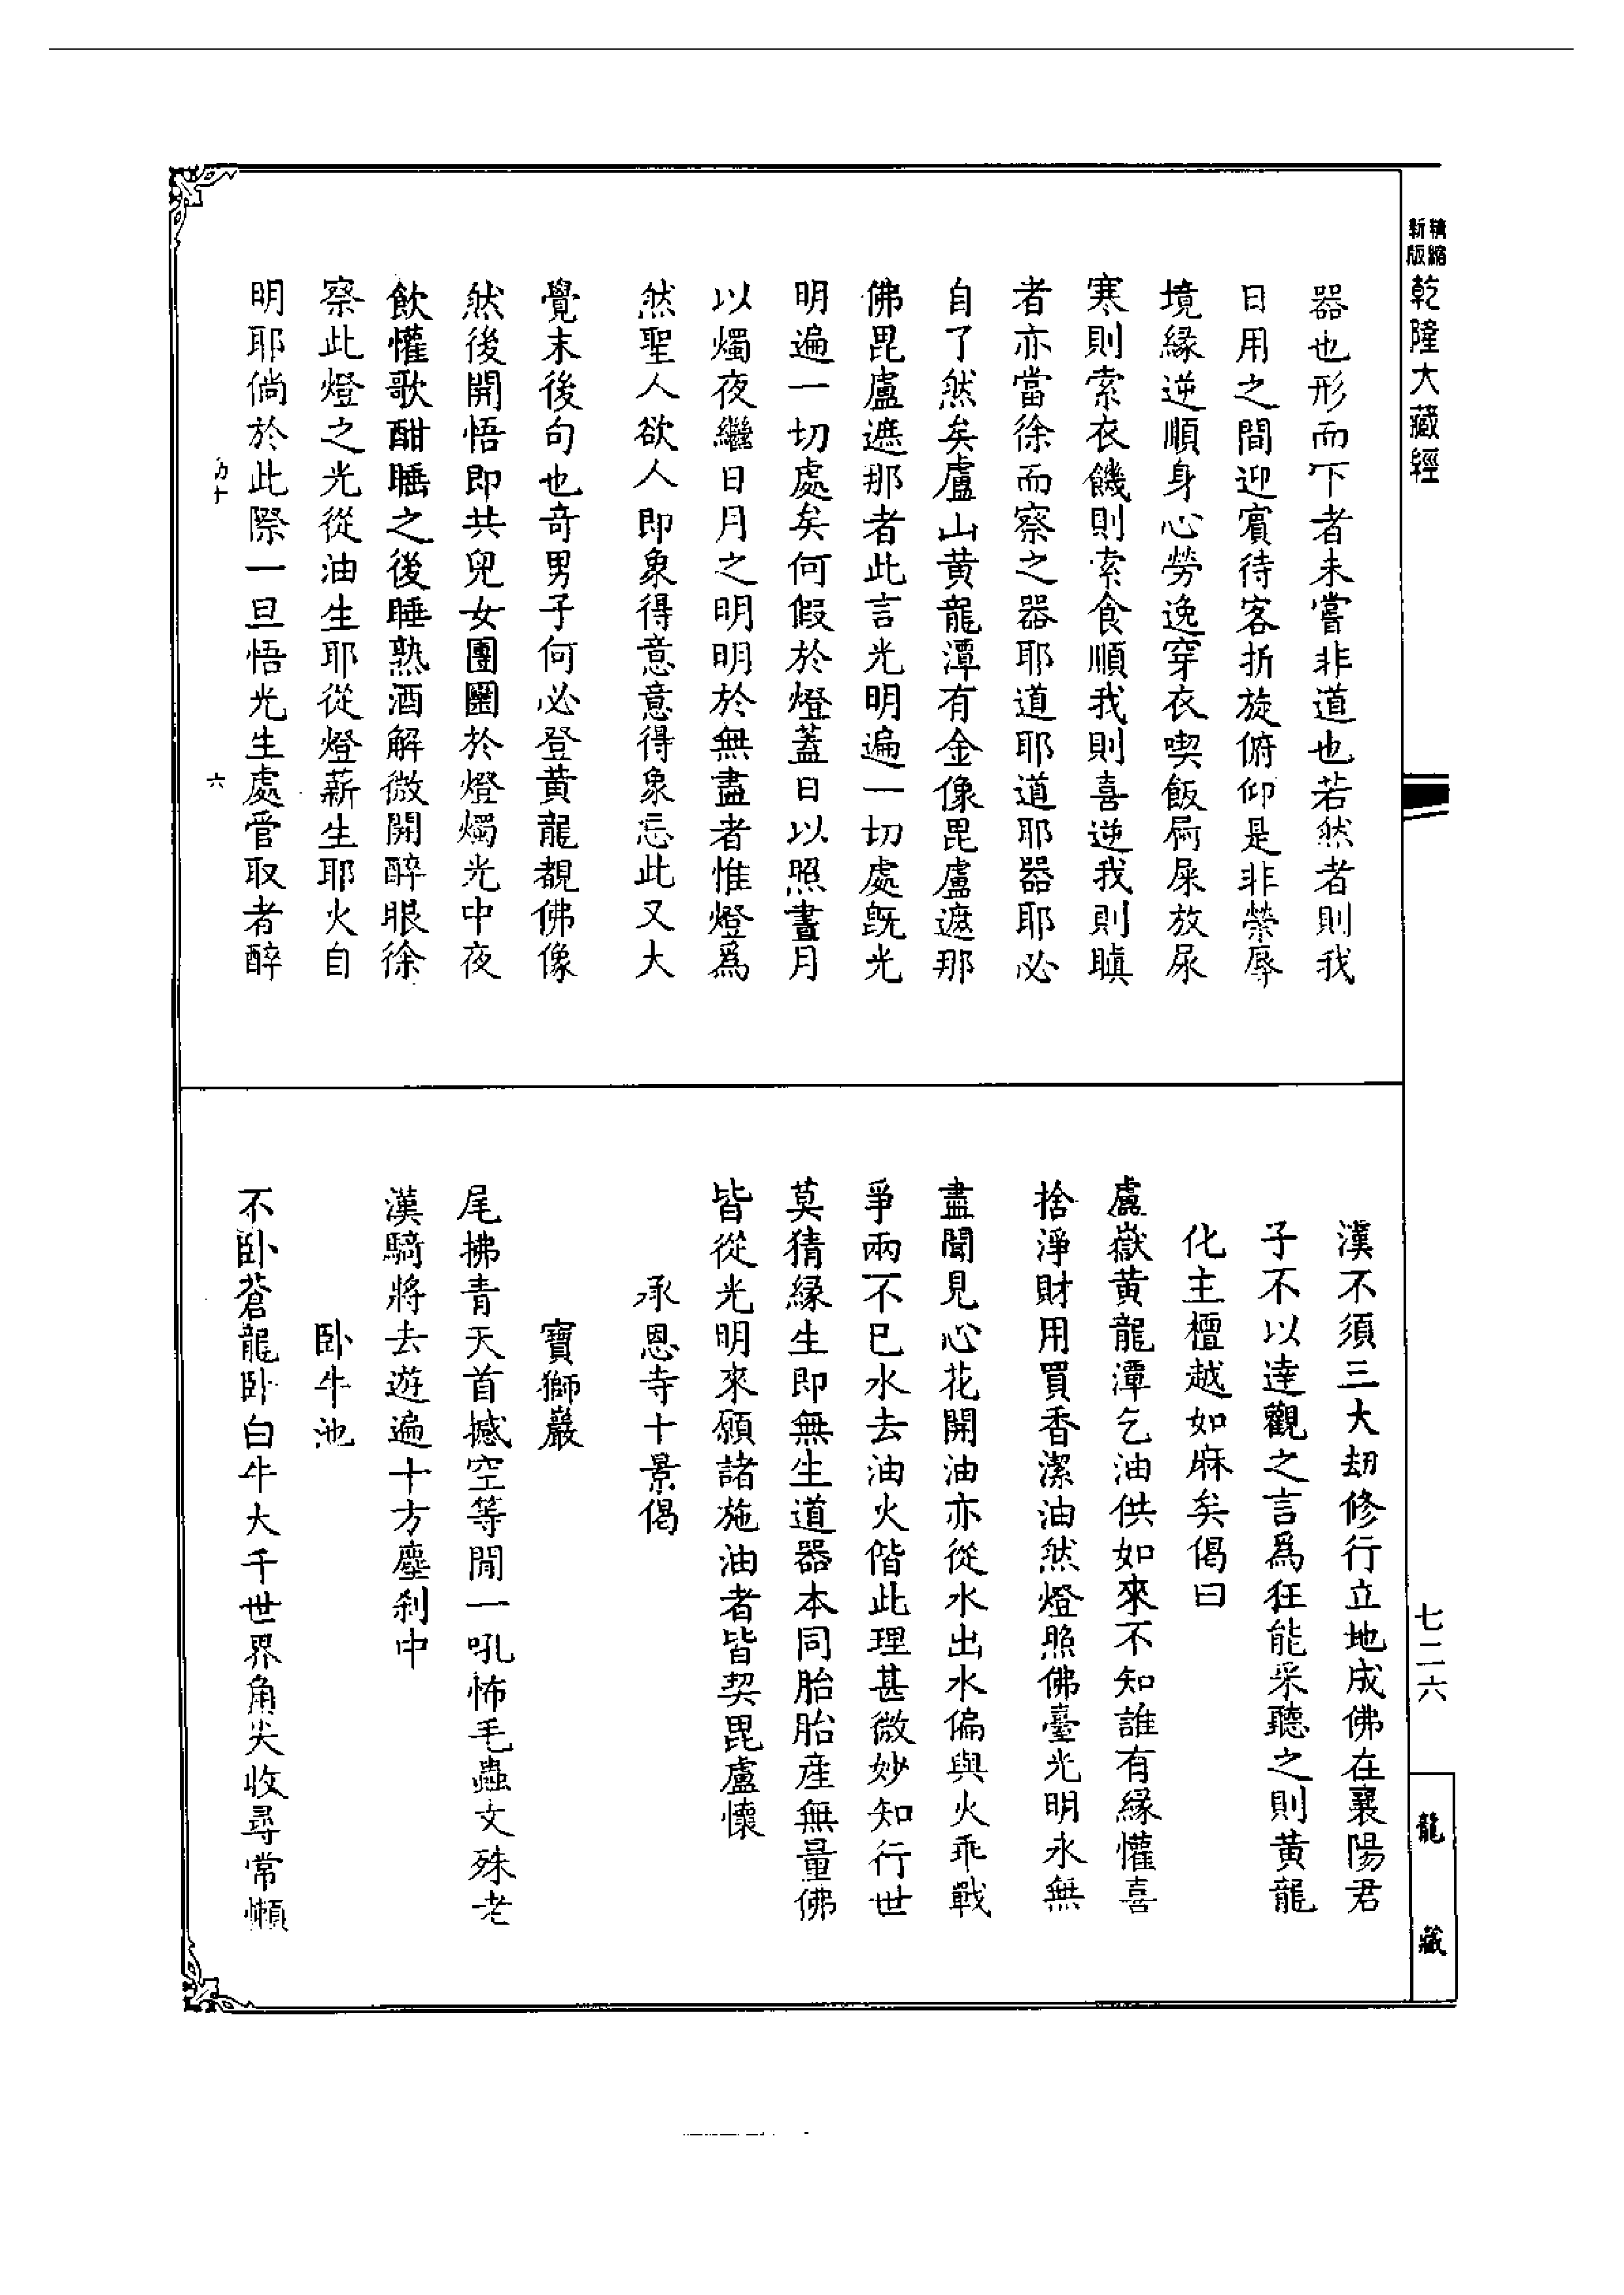 精縮
新版
乾隆大藏經
器也形而下者未嘗非道也若然者則我
日用之間迎賓待客折旋俯仰是非榮辱
境緣逆順身心勞逸穿衣喫飯屙屎放尿
寒則索衣饑則索食順我則喜逆我則瞋
者亦當徐而察之器耶道耶道耶器耶必
自了然矣盧山黃龍潭有金像毘盧遮那
佛毘盧遮那者此言光明遍一切處既光
明遍一切處矣何假於燈蓋日以照晝月
以燭夜繼日月之明明於無盡者惟燈爲
然聖人欲人即象得意意得象忘此又大
覺末後句也奇男子何必登黃龍覩佛像
然後開悟即共兒女團圞於燈燭光中夜
飲懽歌酣睡之後睡熟酒解微開醉眼徐
察此燈之光從油生耶從燈薪生耶火自
明耶倘於此際一旦悟光生處管取者醉
六
漢不須三大劫修行立地成佛在襄陽君
子不以達觀之言爲狂能采聽之則黃龍
化主檀越如麻矣偈曰
盧嶽黃龍潭乞油供如來不知誰有緣懽喜
捨淨財用買香潔油然燈照佛臺光明永無
盡聞見心花開油亦從水出水偏與火乖戰
爭兩不已水去油火偕此理甚微妙知行世
莫猜緣生即無生道器本同胎胎産無量佛
皆從光明來願諸施油者皆契毘盧懷
承恩寺十景偈
寶獅巖
尾拂青天首撼空等閒一吼怖毛蟲文殊老
漢騎將去遊遍十方塵刹中
卧牛池
不卧蒼龍卧白牛大千世界角尖收尋常懶
七二六
龍藏